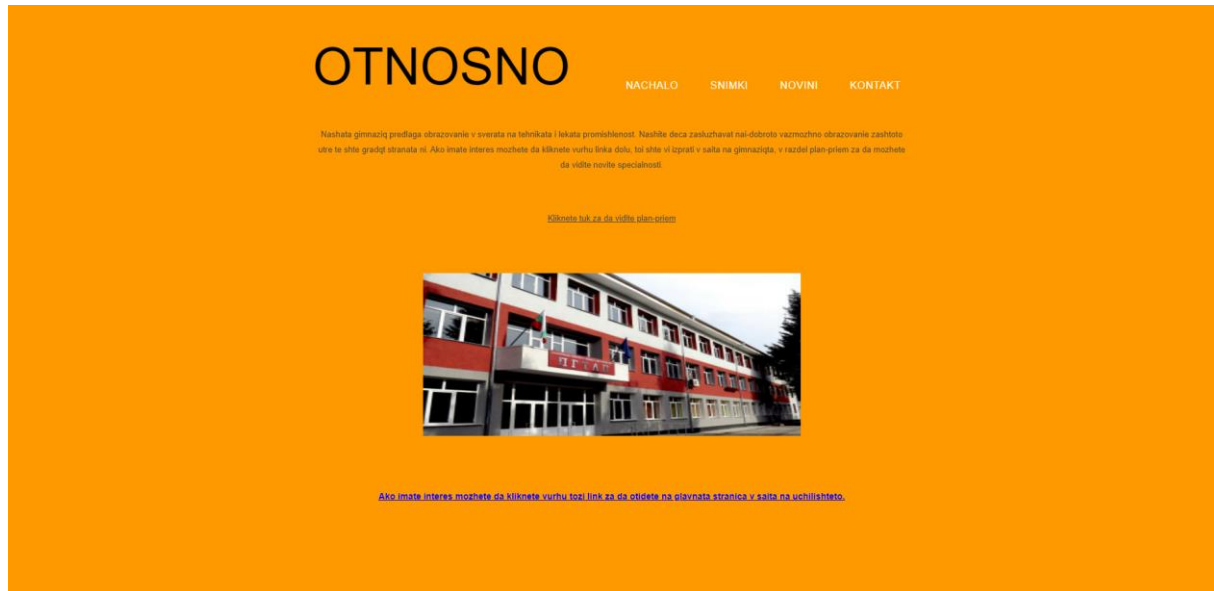 OTNOSNO
NACHALO SNIMKI NOVINI KONTAKT
Nashata gimnaziq predlaga obrazovanie v sverata na tehnikata i lekata promishlenost. Nashite deca zasluzhavat nai-dobroto vazmozhno obrazovanie zashtoto
utre te shte gradqt stranata ni. Ako imate interes mozhete da kliknete vurhu linka dolu, toi shte vi izprati v saita na gimnaziqta, v razdel plan-priem za da mozhete
da vidite novite specialnosti.
Kliknete tuk za da vidite plan-priem
Ako imate interes mozhete da kliknete vurhu tozi link za da otidete na glavnata stranica v saita na uchilishteto.